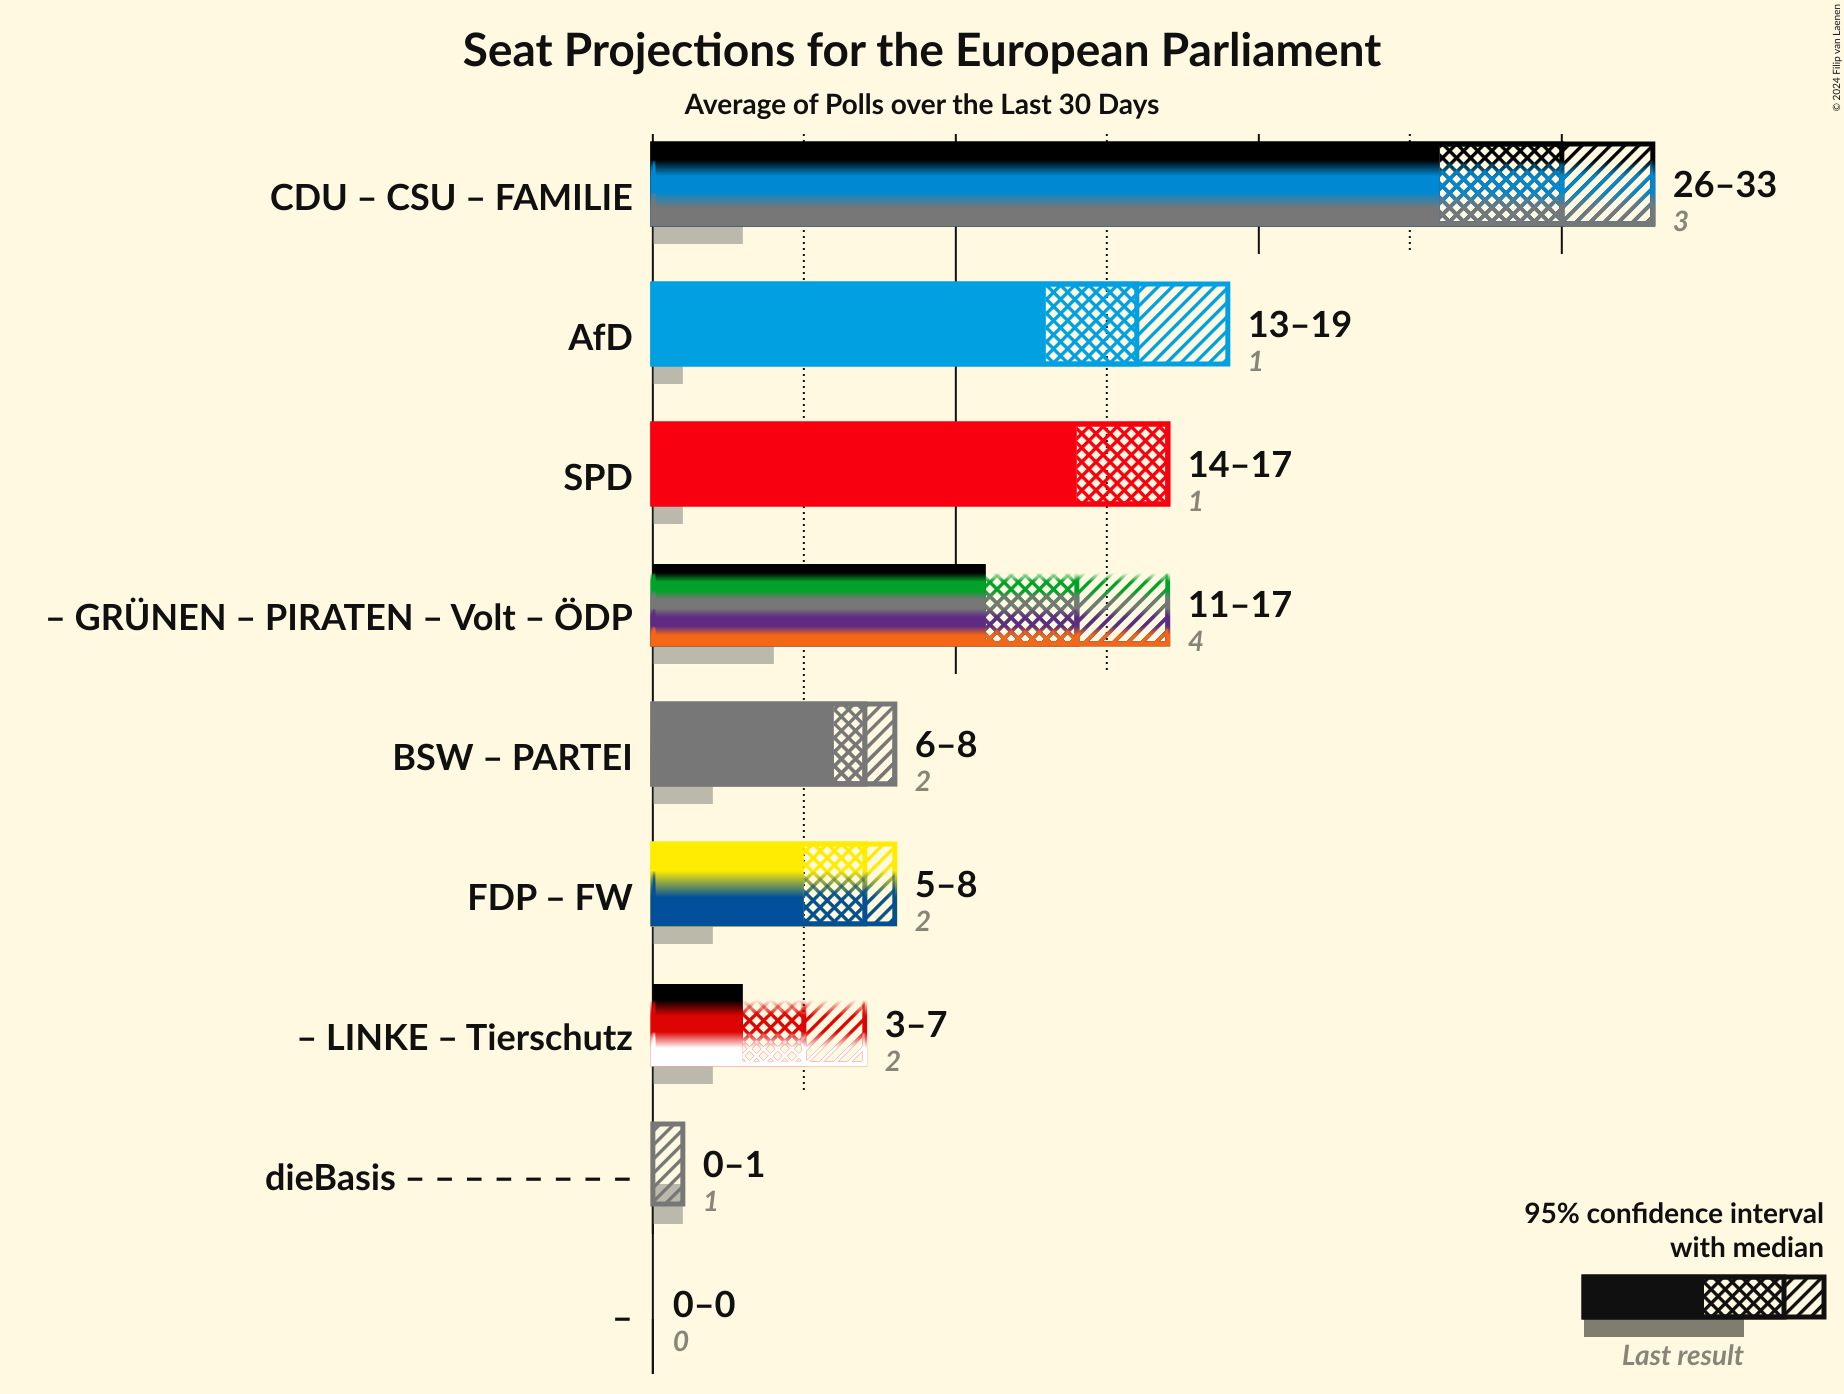 Seat Projections for the European Parliament
Average of Polls over the Last 30 Days
© 2024 Filip van Laenen
CDU – CSU – FAMILIE
26–33
3
AfD
13–19
1
SPD
14–17
1
– GRÜNEN – PIRATEN – Volt – ÖDP
11–17
4
BSW – PARTEI
6–8
2
FDP – FW
5–8
2
– LINKE – Tierschutz
3–7
2
dieBasis – – – – – – – –
0–1
1
–
0–0
0
95% confidence interval
with median
Last result